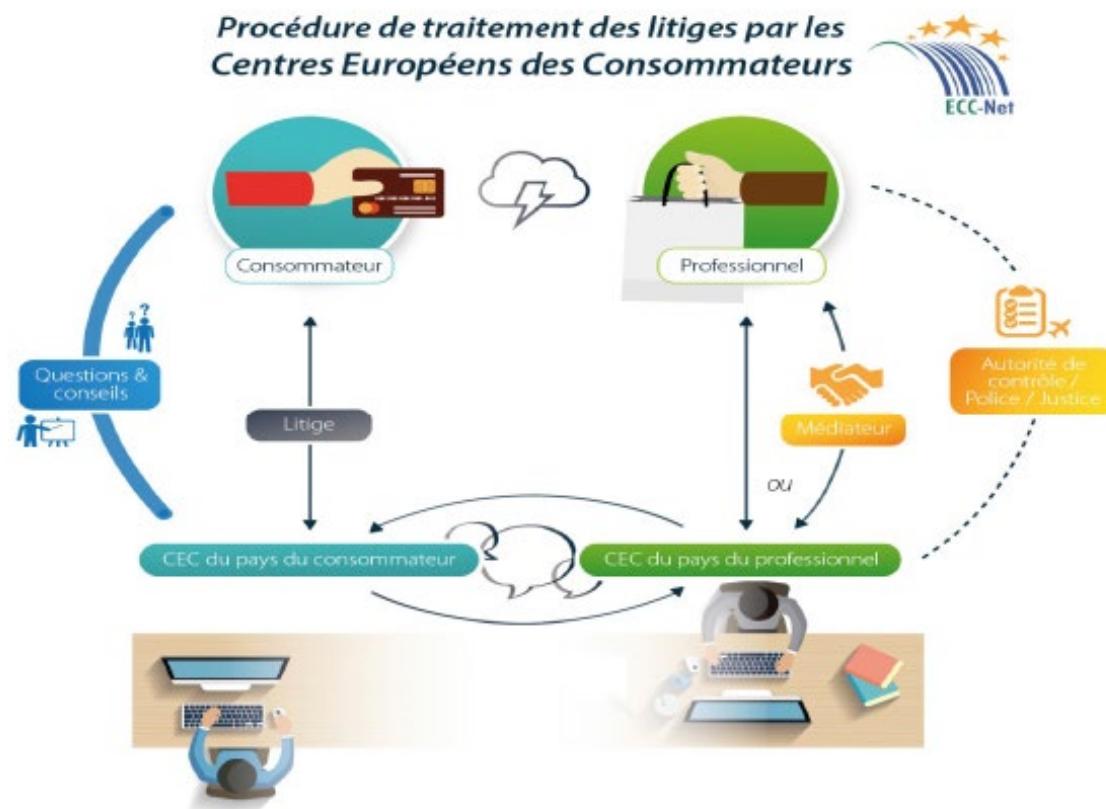 Procédure de traitement des litiges par les
Centres Européens des Consommateurs
ECC-Net
Consommateur
Professionnel
Questions &
conseils
Litige
Médiateur
Autorité de
contrôle /
Police / Justice
ou
CEC du pays du consommateur
CEC du pays du professionnel